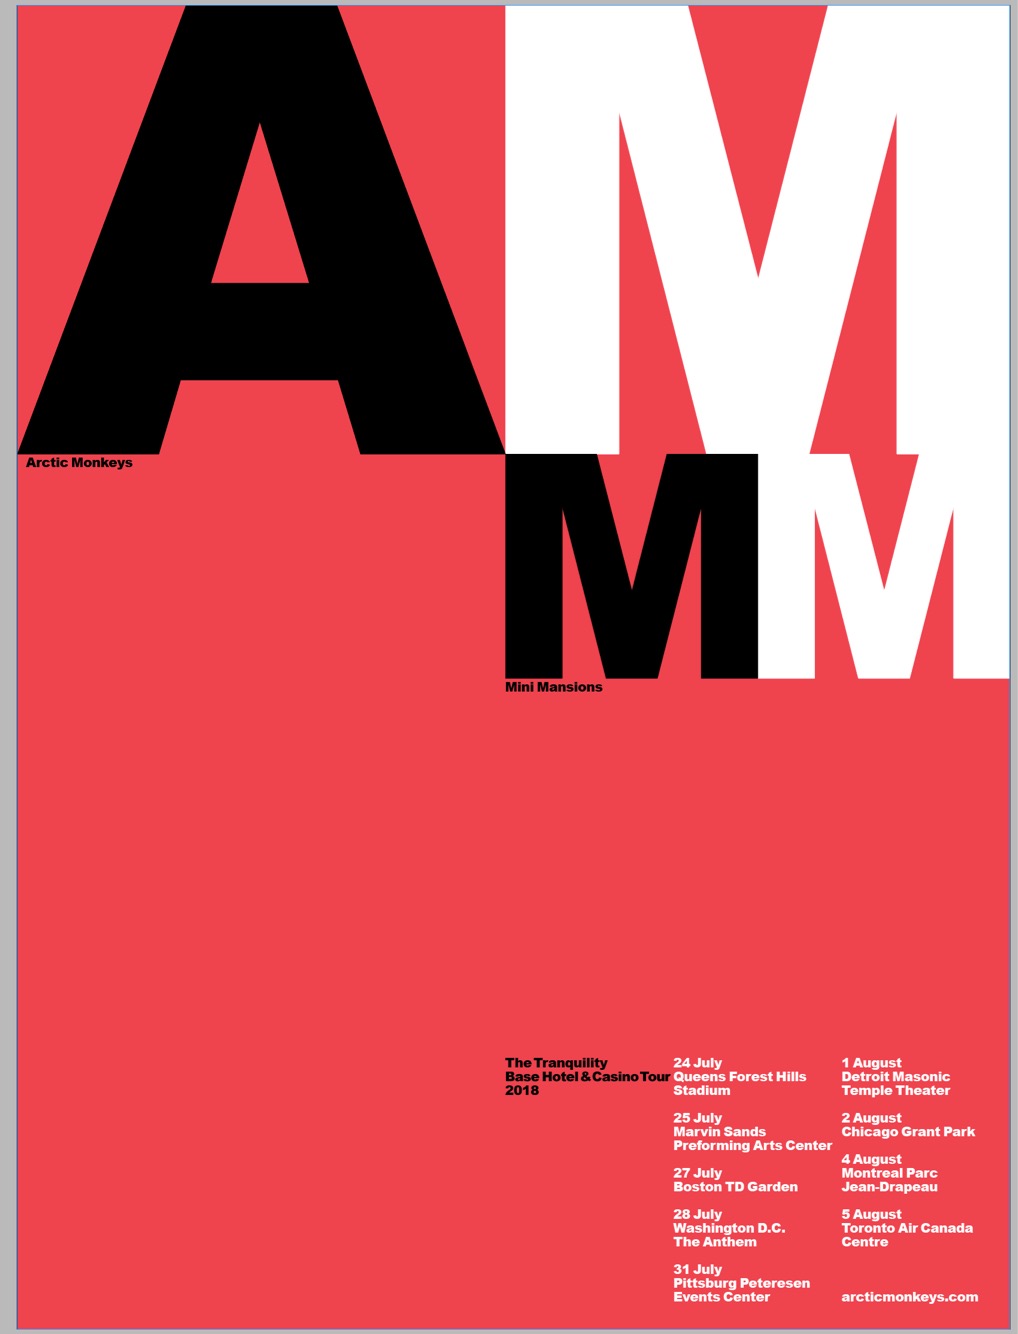 AM
Arctic Monkeys
MM
Mini Mansions
The Tranquility
Base Hotel & Casino Tour
2018
24 July
Queens Forest Hills
Stadium
25 July
Marvin Sands
Preforming Arts Center
27 July
Boston TD Garden
28 July
Washington D.C.
The Anthem
31 July
Pittsburg Peteresen
Events Center
1 August
Detroit Masonic
Temple Theater
2 August
Chicago Grant Park
4 August
Montreal Parc
Jean-Drapeau
5 August
Toronto Air Canada
Centre
arcticmonkeys.com